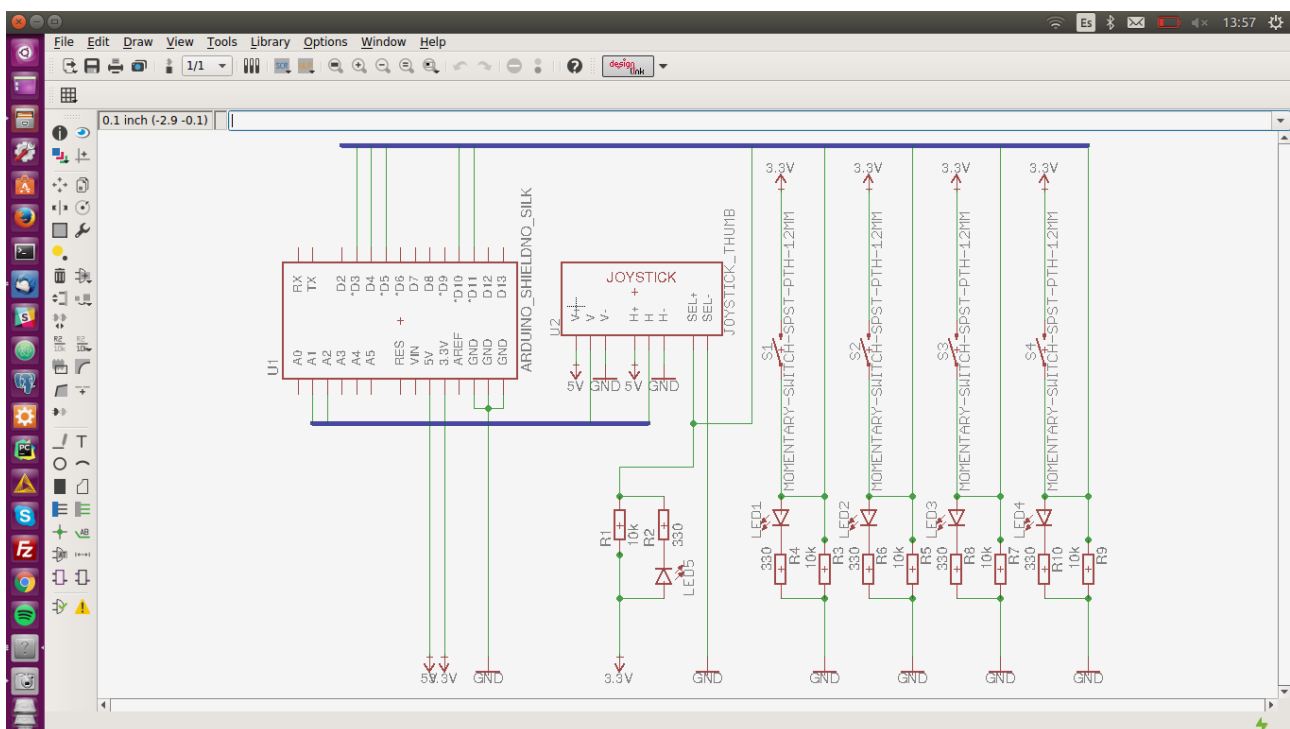 Es
13:57
File Edit Draw View Tools Library Options Window Help
1/1
design link
0.1 inch (-2.9 -0.1)
3.3V 3.3V 3.3V 3.3V
RX TX D2 *D3 D4 *D5 *D6 D7 D8 *D9 *D10 *D11 D12 D13
A0 A1 A2 A3 A4 A5 RES VIN 5V 3.3V AREF GND GND GND
U1
ARDUINO_SHIELDNO_SILK
JOYSTICK
V+ V V- H+ H H- SEL+ SEL-
U2
JOYSTICK_THUMB
5V GND 5V GND
S1 MOMENTARY-SWITCH-SPST-PTH-12MM
S2 MOMENTARY-SWITCH-SPST-PTH-12MM
S3 MOMENTARY-SWITCH-SPST-PTH-12MM
S4 MOMENTARY-SWITCH-SPST-PTH-12MM
LED1 LED2 LED3 LED4
R1 10k R2 330
LED5
330 R4 10k R3
330 R6 10k R5
330 R8 10k R7
330 R10 10k R9
5V 3.3V GND 3.3V GND GND GND GND GND